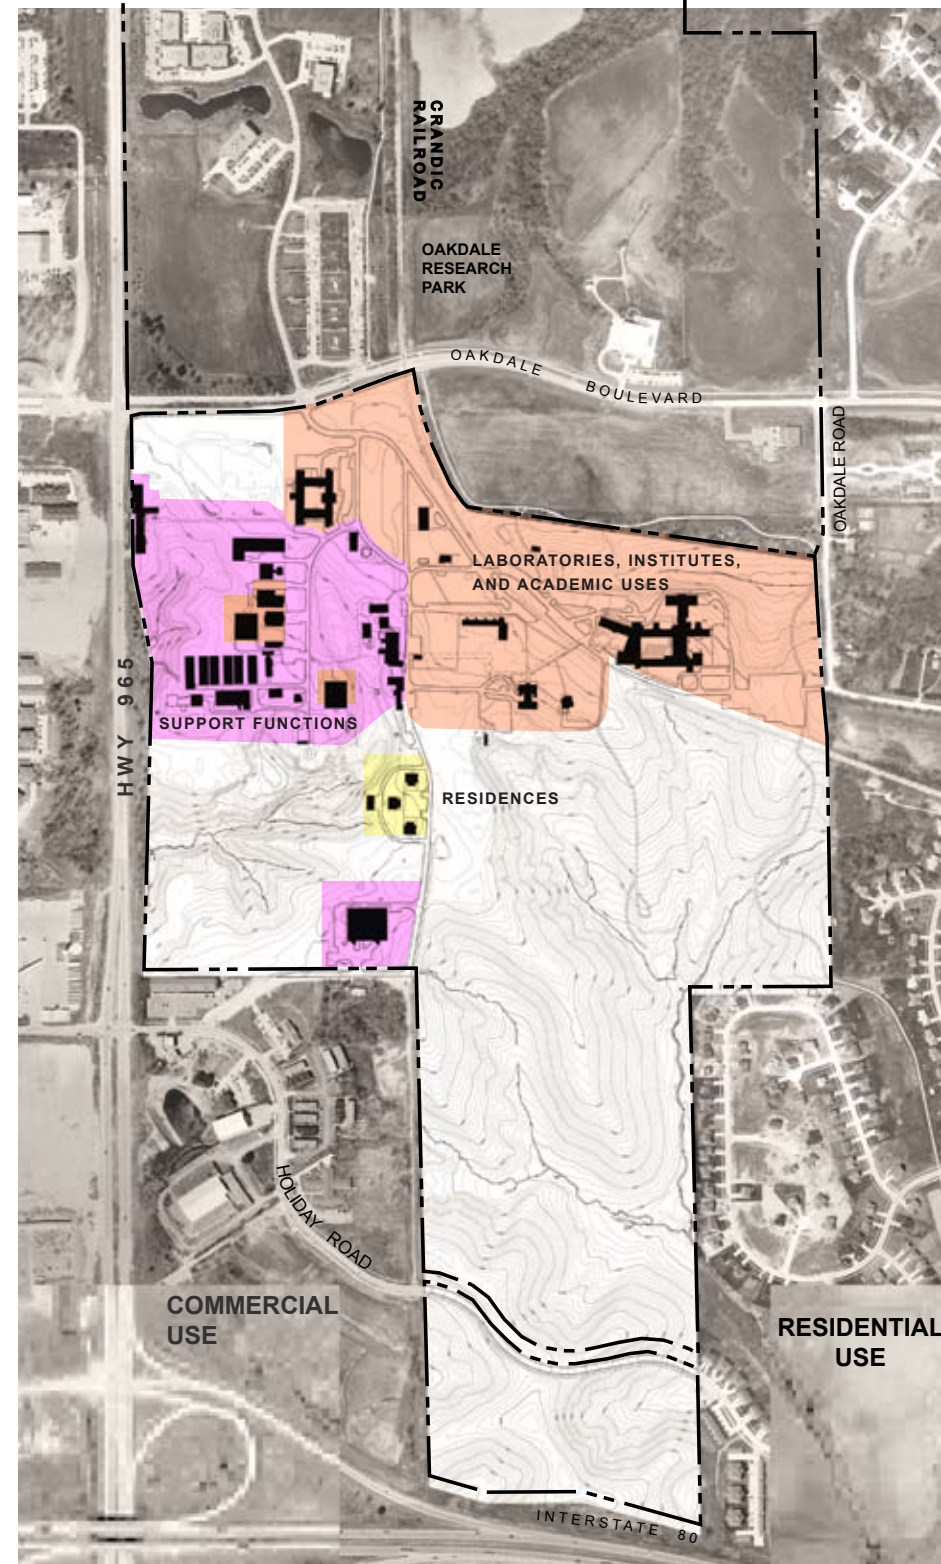 CRANDIC
RAILROAD
OAKDALE
RESEARCH
PARK
OAKDALE BOULEVARD
OAKDALE ROAD
LABORATORIES, INSTITUTES,
AND ACADEMIC USES
HWY 965
SUPPORT FUNCTIONS
RESIDENCES
HOLIDAY ROAD
COMMERCIAL
USE
RESIDENTIAL
USE
INTERSTATE 80